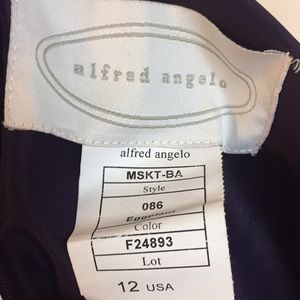 alfred angelo
alfred angelo
MSKT-BA
Style
086
Eggplant
Color
F24893
Lot
12 USA